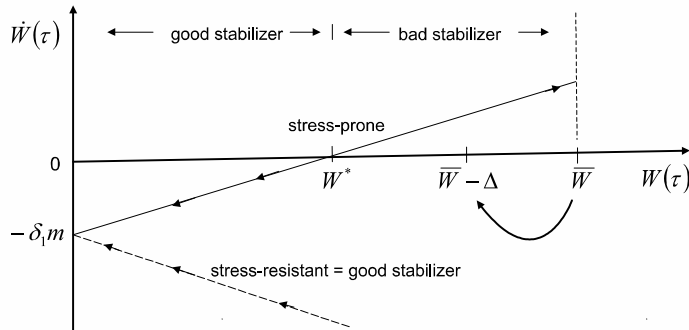 Ẇ(τ)
good stabilizer
bad stabilizer
stress-prone
0
W*
W̅ − Δ
W̅
W(τ)
− δ₁m
stress-resistant = good stabilizer